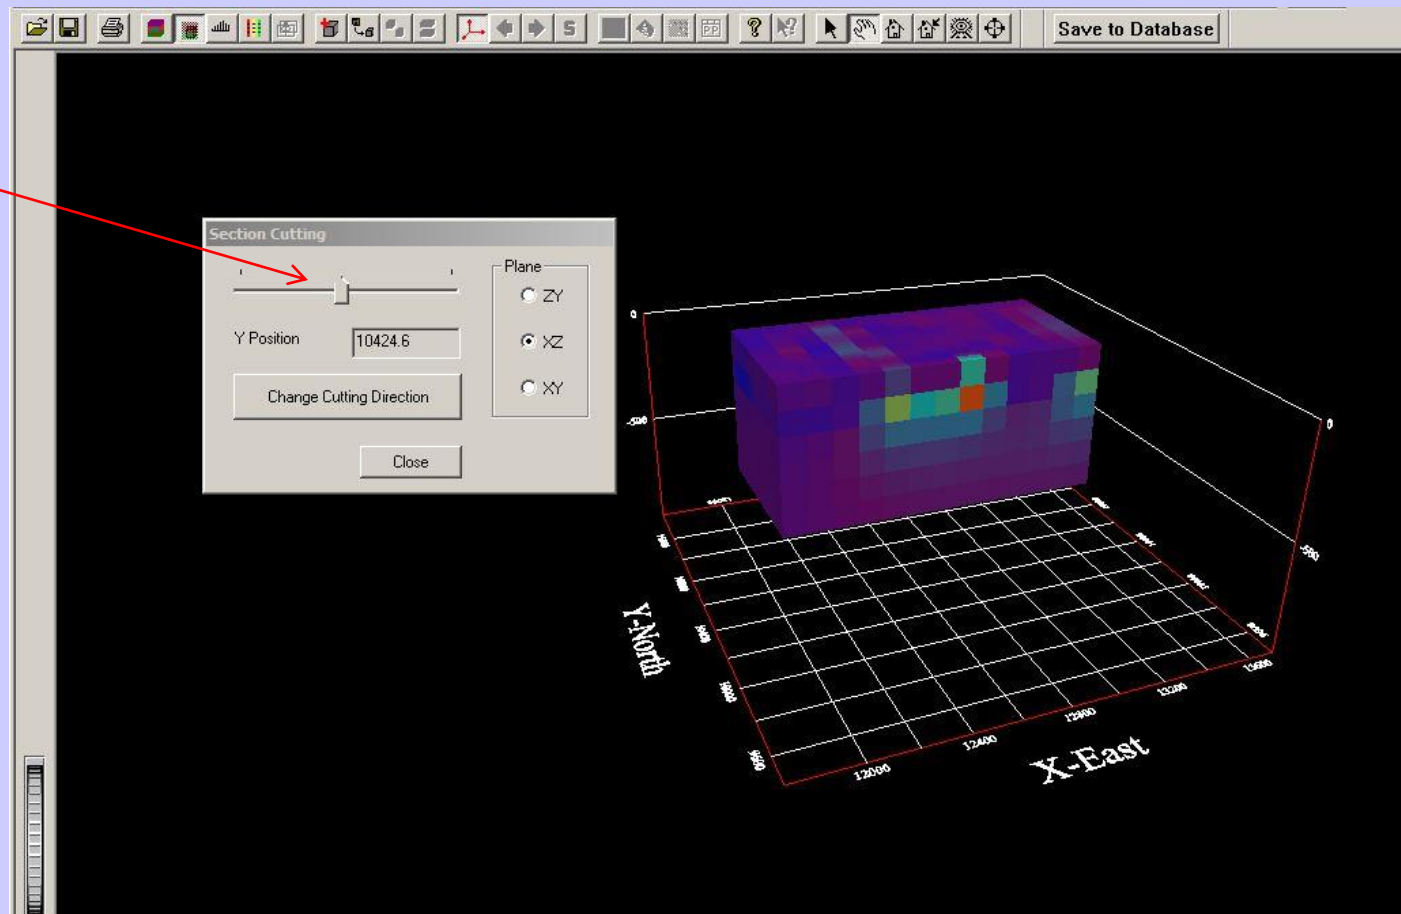 Save to Database
Section Cutting
Plane
ZY
Y Position
10424.6
XZ
Change Cutting Direction
XY
Close
0
-500
0
-500
Y-North
9600
12000
12400
12800
13200
13600
X-East